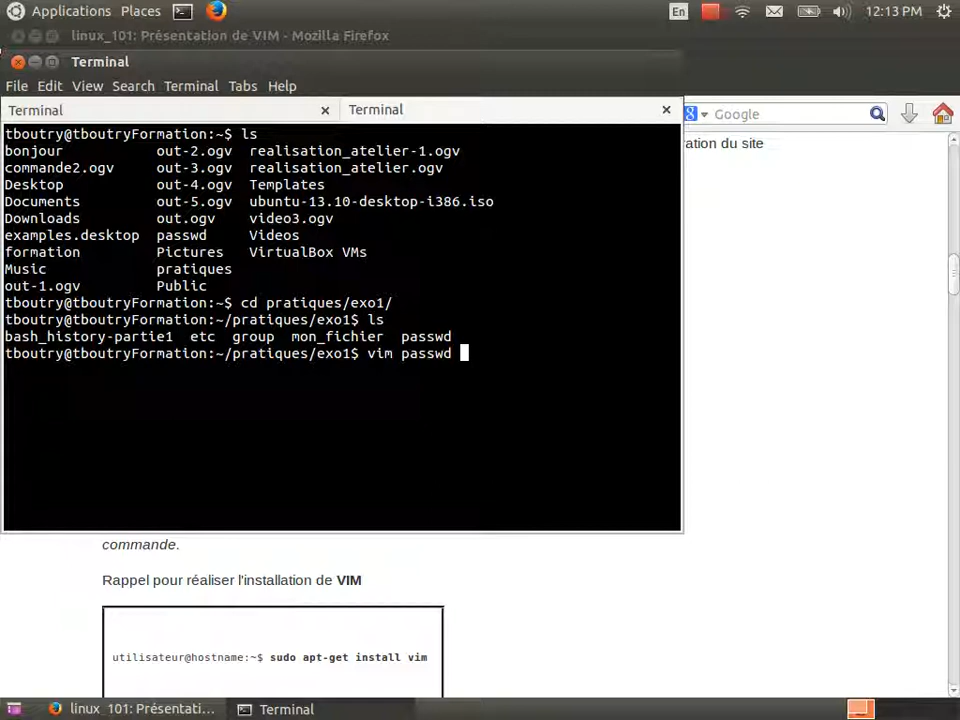 Applications Places En 12:13 PM
linux_101: Présentation de VIM - Mozilla Firefox
Terminal
File Edit View Search Terminal Tabs Help
Terminal Terminal Google
ration du site
tboutry@tboutryFormation:~$ ls
bonjour out-2.ogv realisation_atelier-1.ogv
commande2.ogv out-3.ogv realisation_atelier.ogv
Desktop out-4.ogv Templates
Documents out-5.ogv ubuntu-13.10-desktop-i386.iso
Downloads out.ogv video3.ogv
examples.desktop passwd Videos
formation Pictures VirtualBox VMs
Music pratiques
out-1.ogv Public
tboutry@tboutryFormation:~$ cd pratiques/exo1/
tboutry@tboutryFormation:~/pratiques/exo1$ ls
bash_history-partie1 etc group mon_fichier passwd
tboutry@tboutryFormation:~/pratiques/exo1$ vim passwd
commande.
Rappel pour réaliser l'installation de VIM
utilisateur@hostname:~$ sudo apt-get install vim
linux_101: Présentati... Terminal